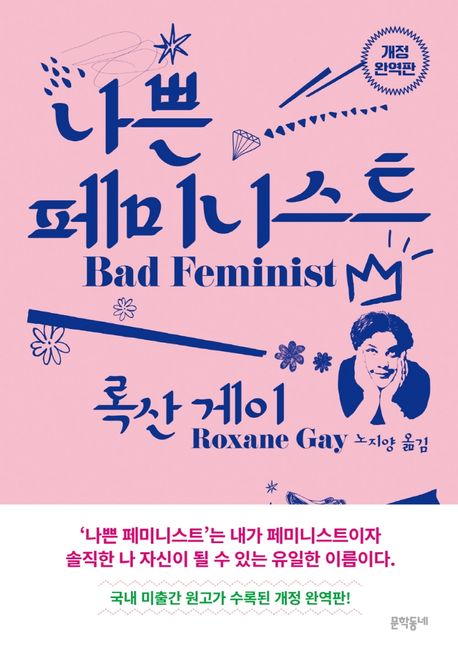 개정
완역판
나쁜
페미니스트
Bad Feminist
록산 게이
Roxane Gay 노지양 옮김
‘나쁜 페미니스트’는 내가 페미니스트이자
솔직한 나 자신이 될 수 있는 유일한 이름이다.
국내 미출간 원고가 수록된 개정 완역판!
문학동네